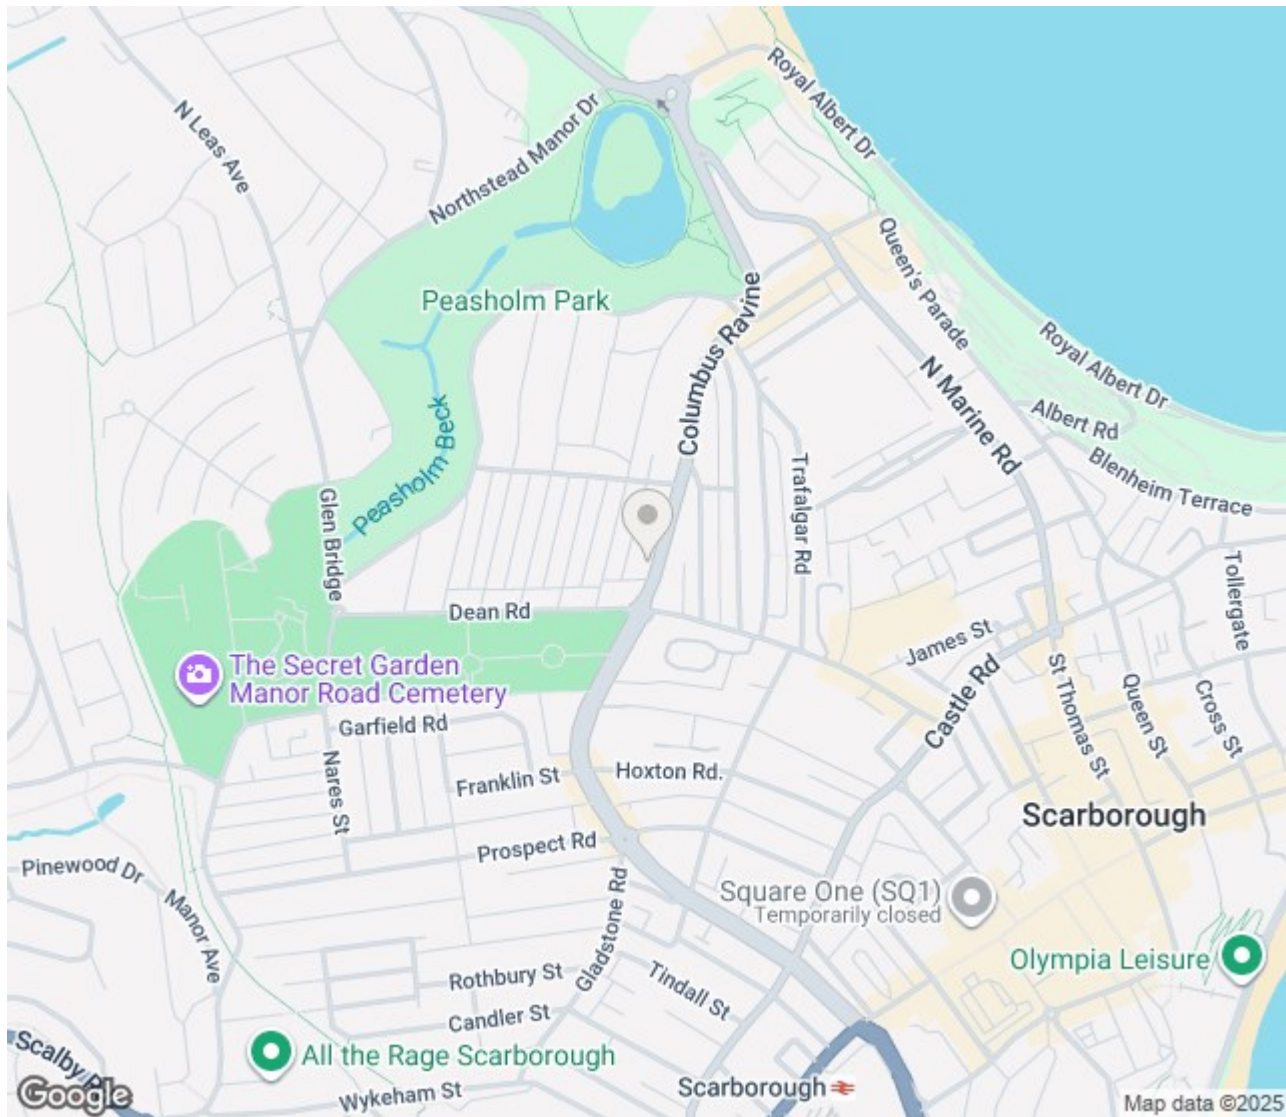 Royal Albert Dr
N Leas Ave
Northstead Manor Dr
Queen's Parade
Peasholm Park
Columbus Ravine
Royal Albert Dr
N Marine Rd
Albert Rd
Peasholm Beck
Blenheim Terrace
Trafalgar Rd
Glen Bridge
Tollergate
Dean Rd
James St
The Secret Garden
Manor Road Cemetery
Castle Rd
St Thomas St
Queen St
Cross St
Garfield Rd
Nares St
Franklin St
Hoxton Rd.
Scarborough
Prospect Rd
Pinewood Dr
Manor Ave
Gladstone Rd
Square One (SQ1)
Temporarily closed
Olympia Leisure
Rothbury St
Tindall St
Candler St
All the Rage Scarborough
Scalby
Wykeham St
Scarborough
Google
Map data ©2025